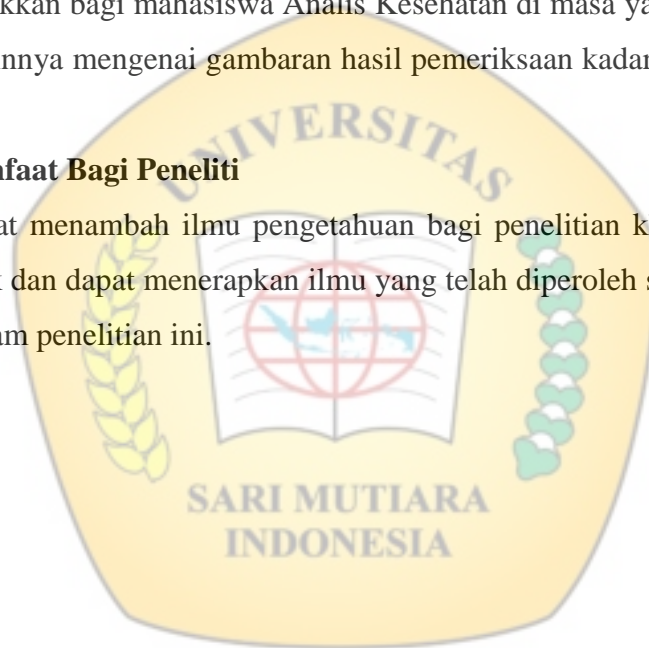 kkan bagi mahasiswa Analis Kesehatan di masa ya
nnya mengenai gambaran hasil pemeriksaan kadar
faat Bagi Peneliti
at menambah ilmu pengetahuan bagi penelitian k
dan dapat menerapkan ilmu yang telah diperoleh s
am penelitian ini.
UNIVERSITAS
SARI MUTIARA
INDONESIA